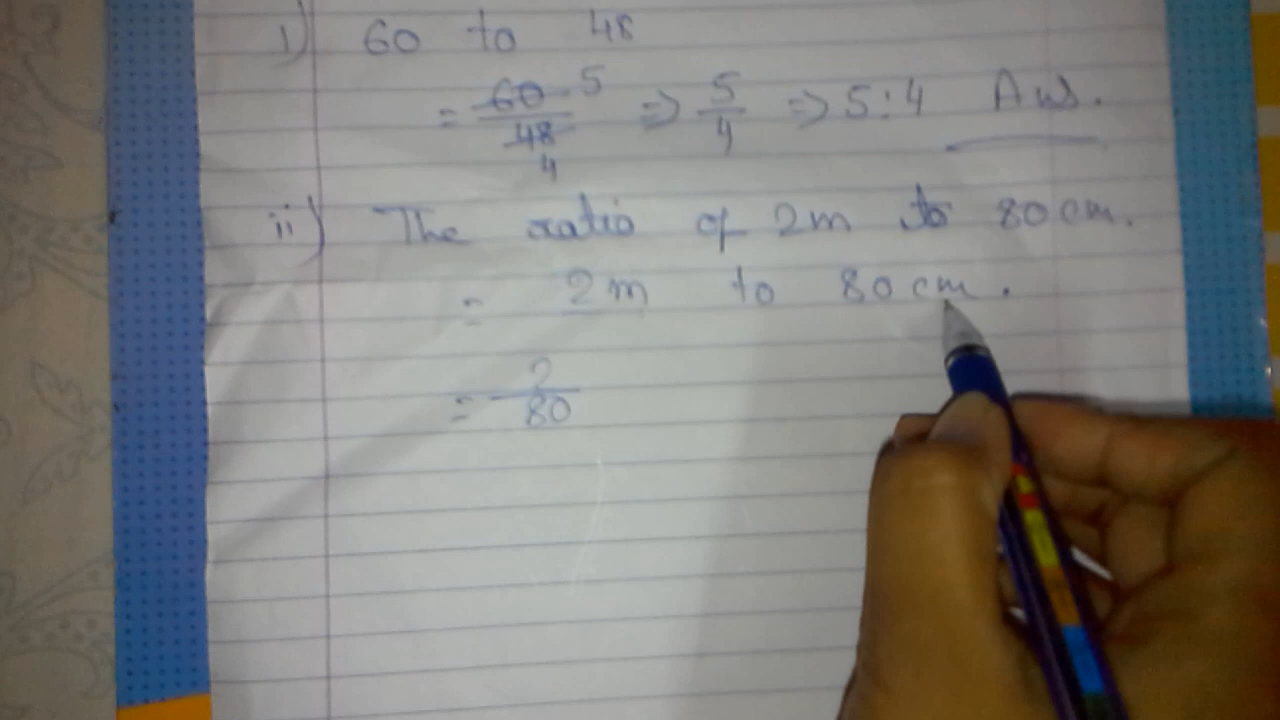 i) 60 to 48
= 60 5 / 48 4 => 5/4 => 5:4 Ans.
ii) The ratio of 2m to 80cm.
= 2m to 80cm.
= 2/80